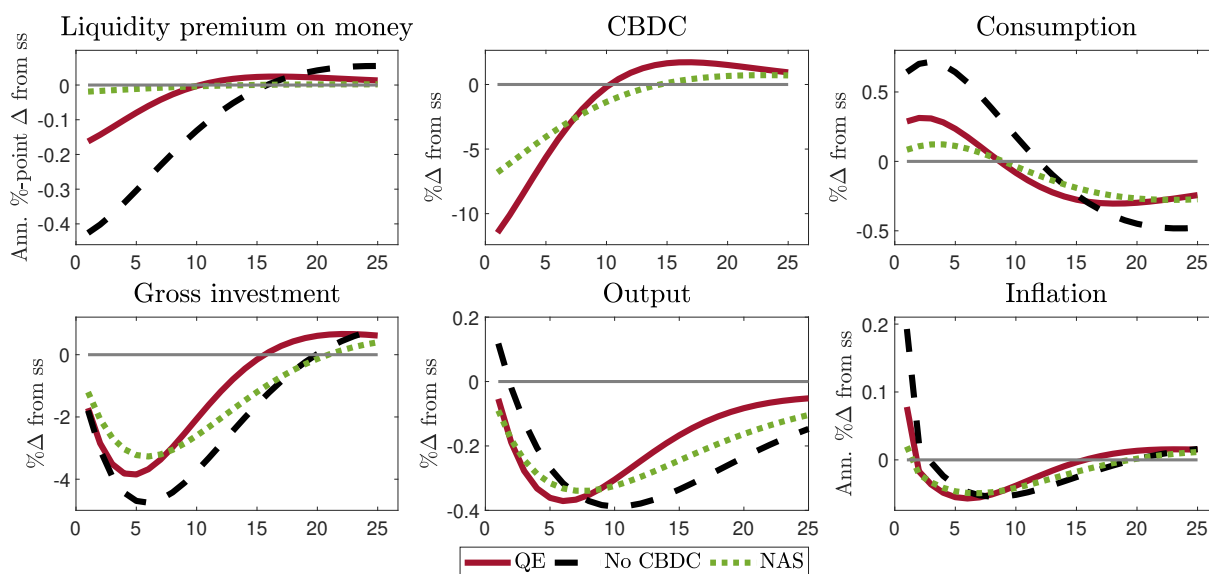 Liquidity premium on money
CBDC
Consumption
Ann. %-point Δ from ss
0
-0.1
-0.2
-0.3
-0.4
0 5 10 15 20 25
%Δ from ss
0
-5
-10
0 5 10 15 20 25
%Δ from ss
0.5
0
-0.5
0 5 10 15 20 25
Gross investment
Output
Inflation
%Δ from ss
0
-2
-4
0 5 10 15 20 25
%Δ from ss
0.2
0
-0.2
-0.4
0 5 10 15 20 25
Ann. %Δ from ss
0.2
0.1
0
0 5 10 15 20 25
QE No CBDC NAS